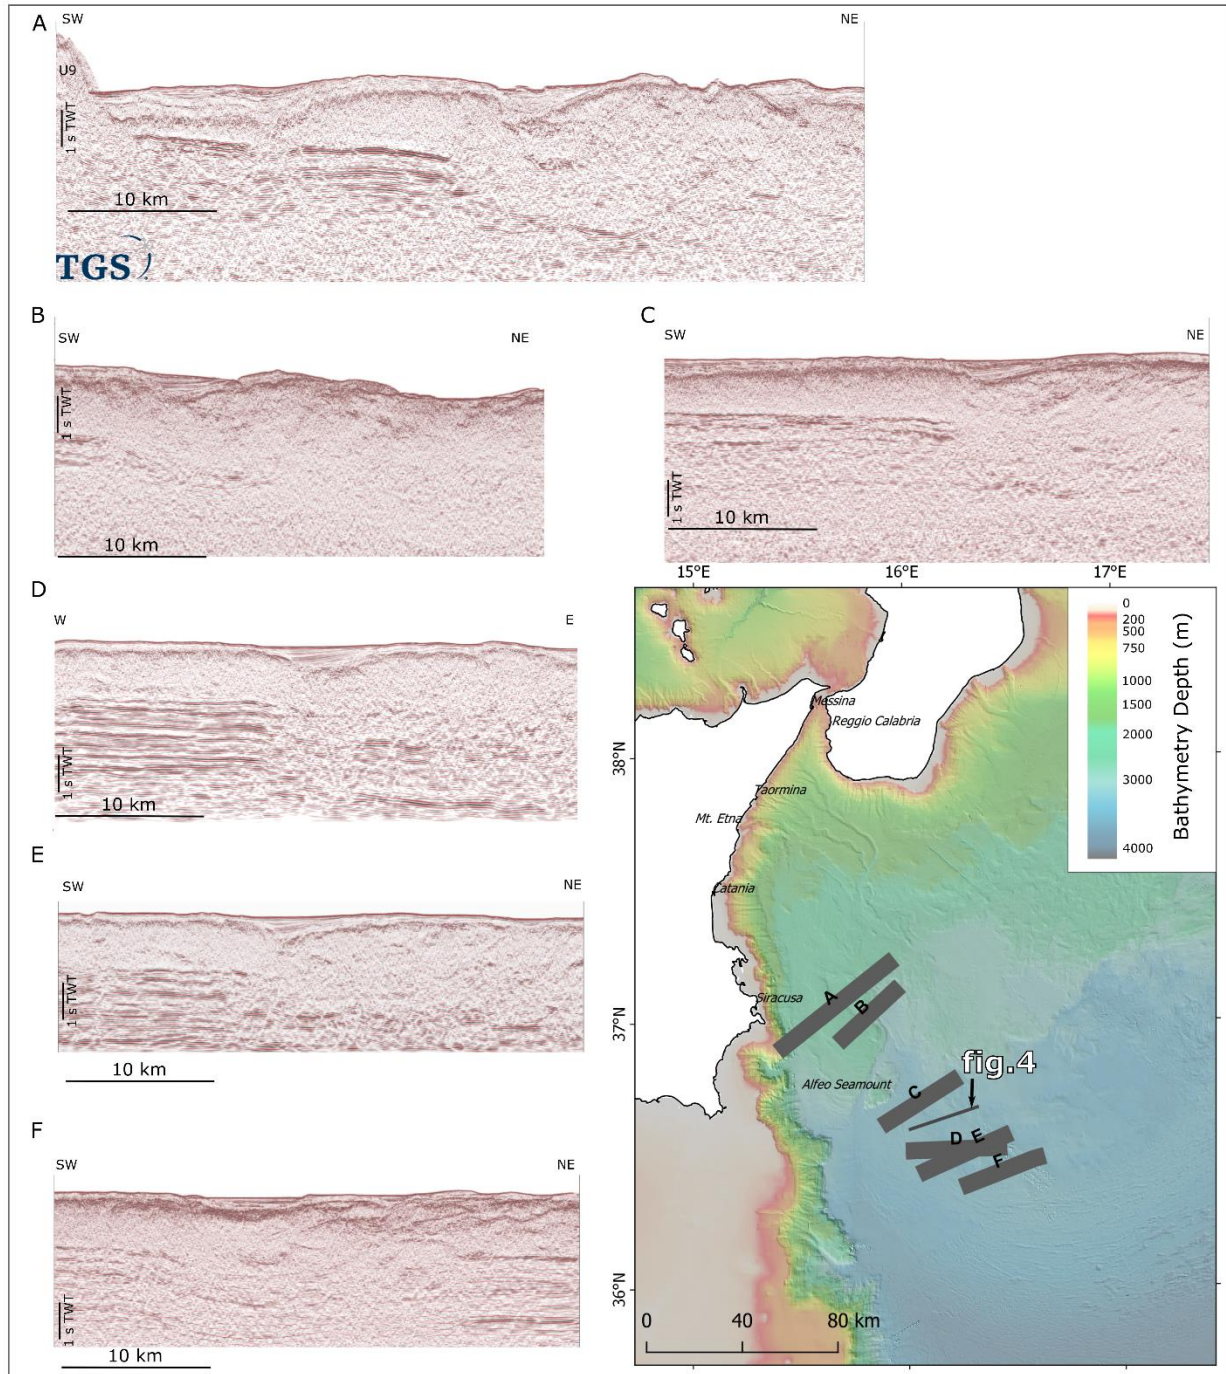 A
SW
NE
U9
1 s TWT
10 km
TGS
B
SW
NE
1 s TWT
10 km
C
SW
NE
1 s TWT
10 km
D
W
E
1 s TWT
10 km
E
SW
NE
1 s TWT
10 km
F
SW
NE
1 s TWT
10 km
15°E
16°E
17°E
38°N
37°N
36°N
Messina
Reggio Calabria
Taormina
Mt. Etna
Catania
Siracusa
Alfeo Seamount
A
B
C
fig.4
D
E
F
0
40
80 km
Bathymetry Depth (m)
0
200
500
750
1000
1500
2000
3000
4000